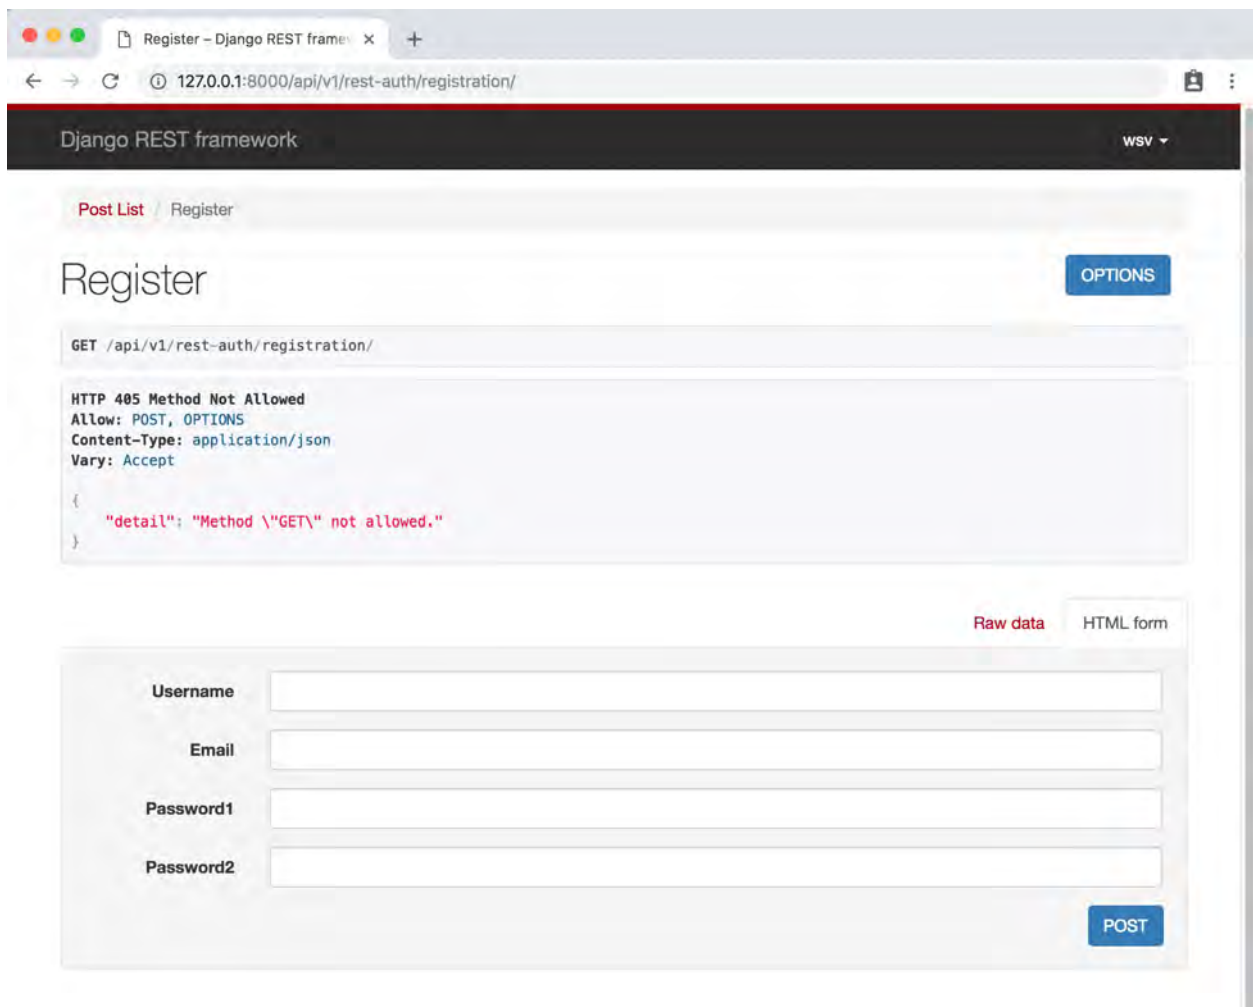 Register – Django REST frame
127.0.0.1:8000/api/v1/rest-auth/registration/
Django REST framework
wsv
Post List / Register
Register
OPTIONS
GET /api/v1/rest-auth/registration/
HTTP 405 Method Not Allowed
Allow: POST, OPTIONS
Content-Type: application/json
Vary: Accept
{
"detail": "Method \"GET\" not allowed."
}
Raw data HTML form
Username
Email
Password1
Password2
POST